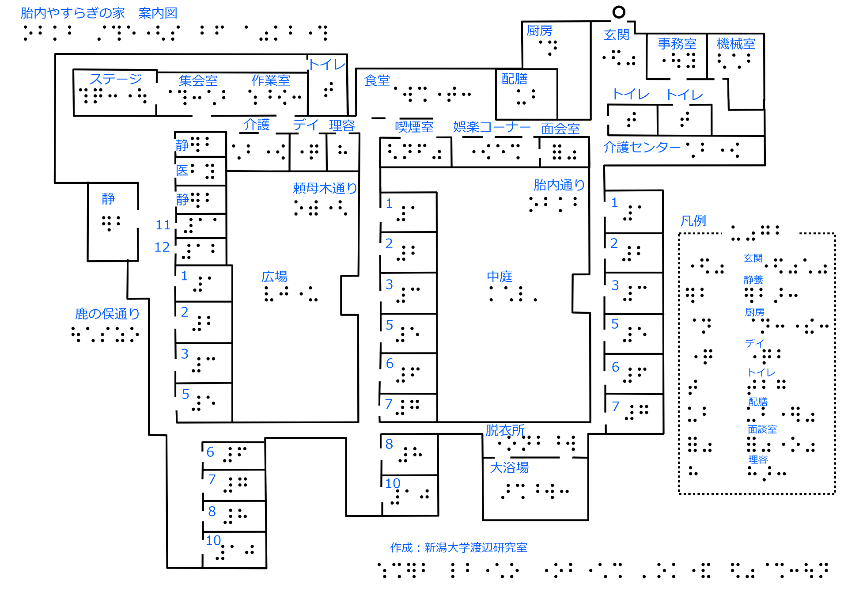 胎内やすらぎの家　案内図
厨房
玄関
事務室
機械室
トイレ
ステージ
集会室
作業室
食堂
配膳
トイレ
トイレ
介護
デイ
理容
喫煙室
娯楽コーナー
面会室
介護センター
静
医
静
静
頼母木通り
胎内通り
11
12
1
2
3
5
広場
1
2
3
5
6
7
中庭
1
2
3
5
6
7
鹿の俣通り
6
7
8
10
8
10
脱衣所
大浴場
凡例
玄関
静養
厨房
デイ
トイレ
配膳
面談室
理容
作成：新潟大学渡辺研究室